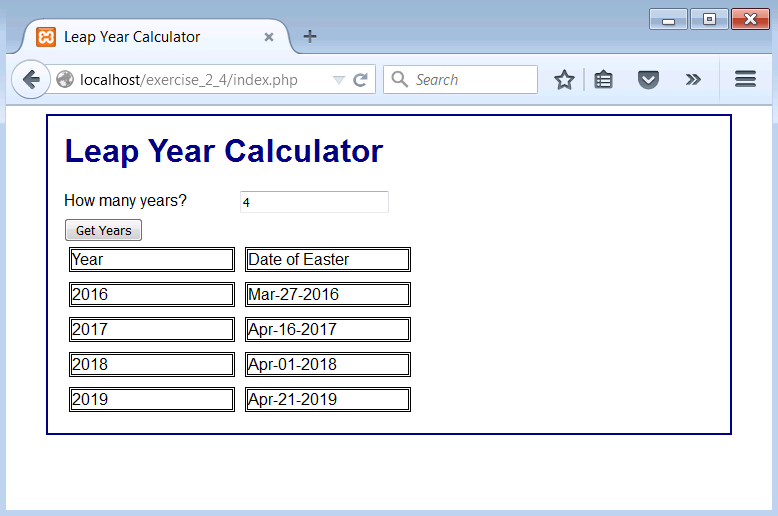 Leap Year Calculator
localhost/exercise_2_4/index.php
Search
Leap Year Calculator
How many years? 4
Get Years
Year Date of Easter
2016 Mar-27-2016
2017 Apr-16-2017
2018 Apr-01-2018
2019 Apr-21-2019